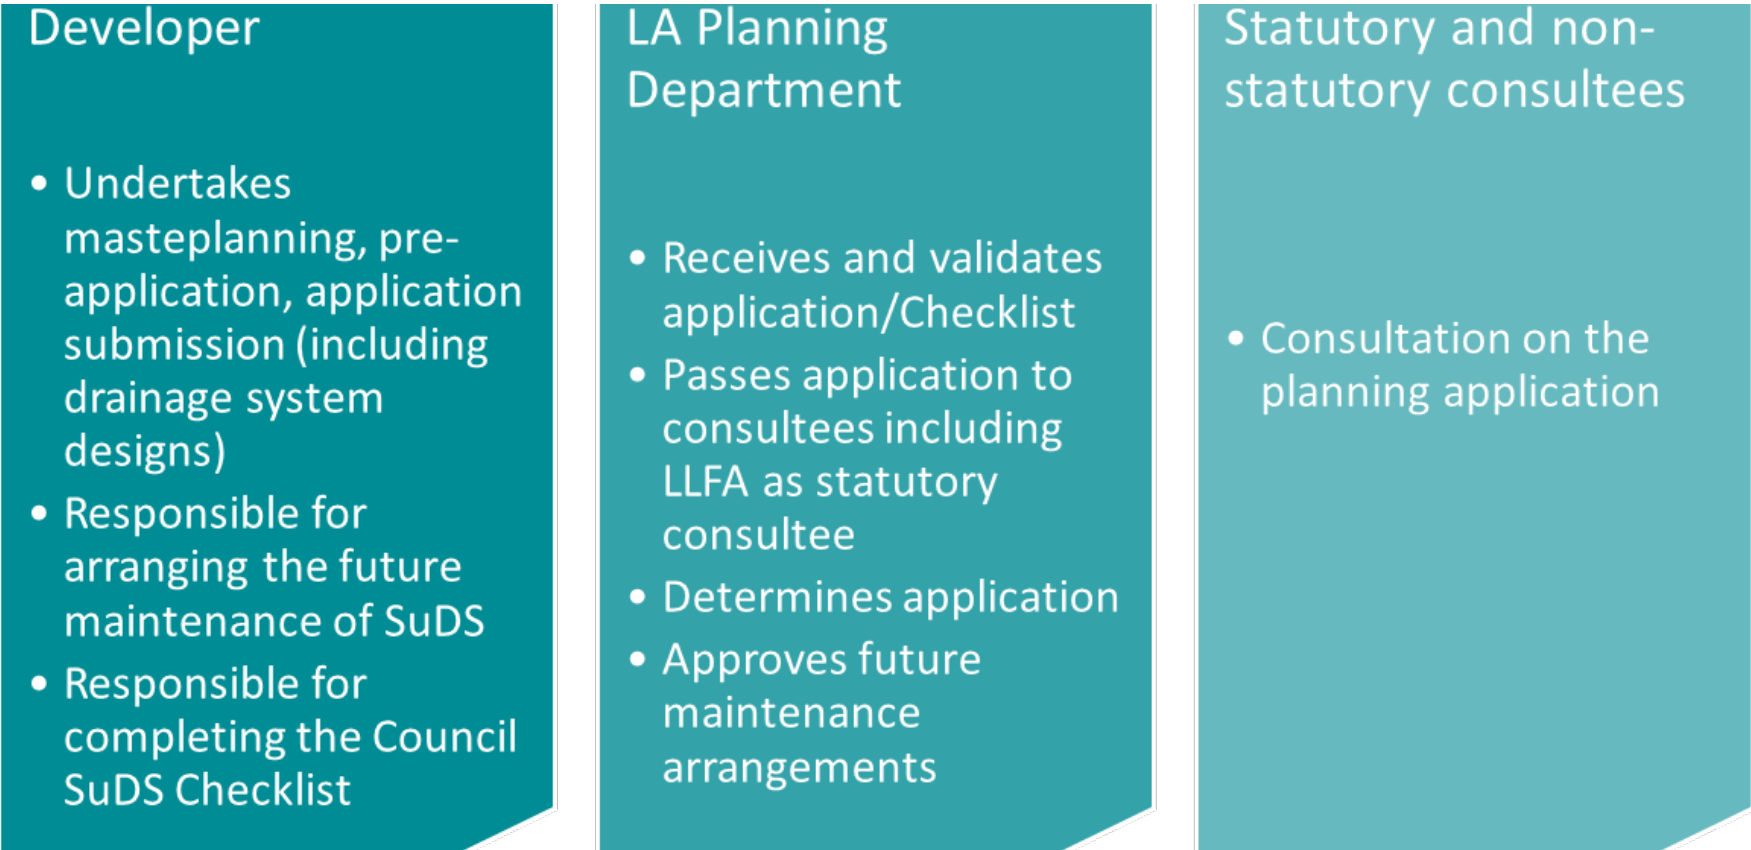 Developer
• Undertakes
masteplanning, pre-
application, application
submission (including
drainage system
designs)
• Responsible for
arranging the future
maintenance of SuDS
• Responsible for
completing the Council
SuDS Checklist
LA Planning
Department
• Receives and validates
application/Checklist
• Passes application to
consultees including
LLFA as statutory
consultee
• Determines application
• Approves future
maintenance
arrangements
Statutory and non-
statutory consultees
• Consultation on the
planning application